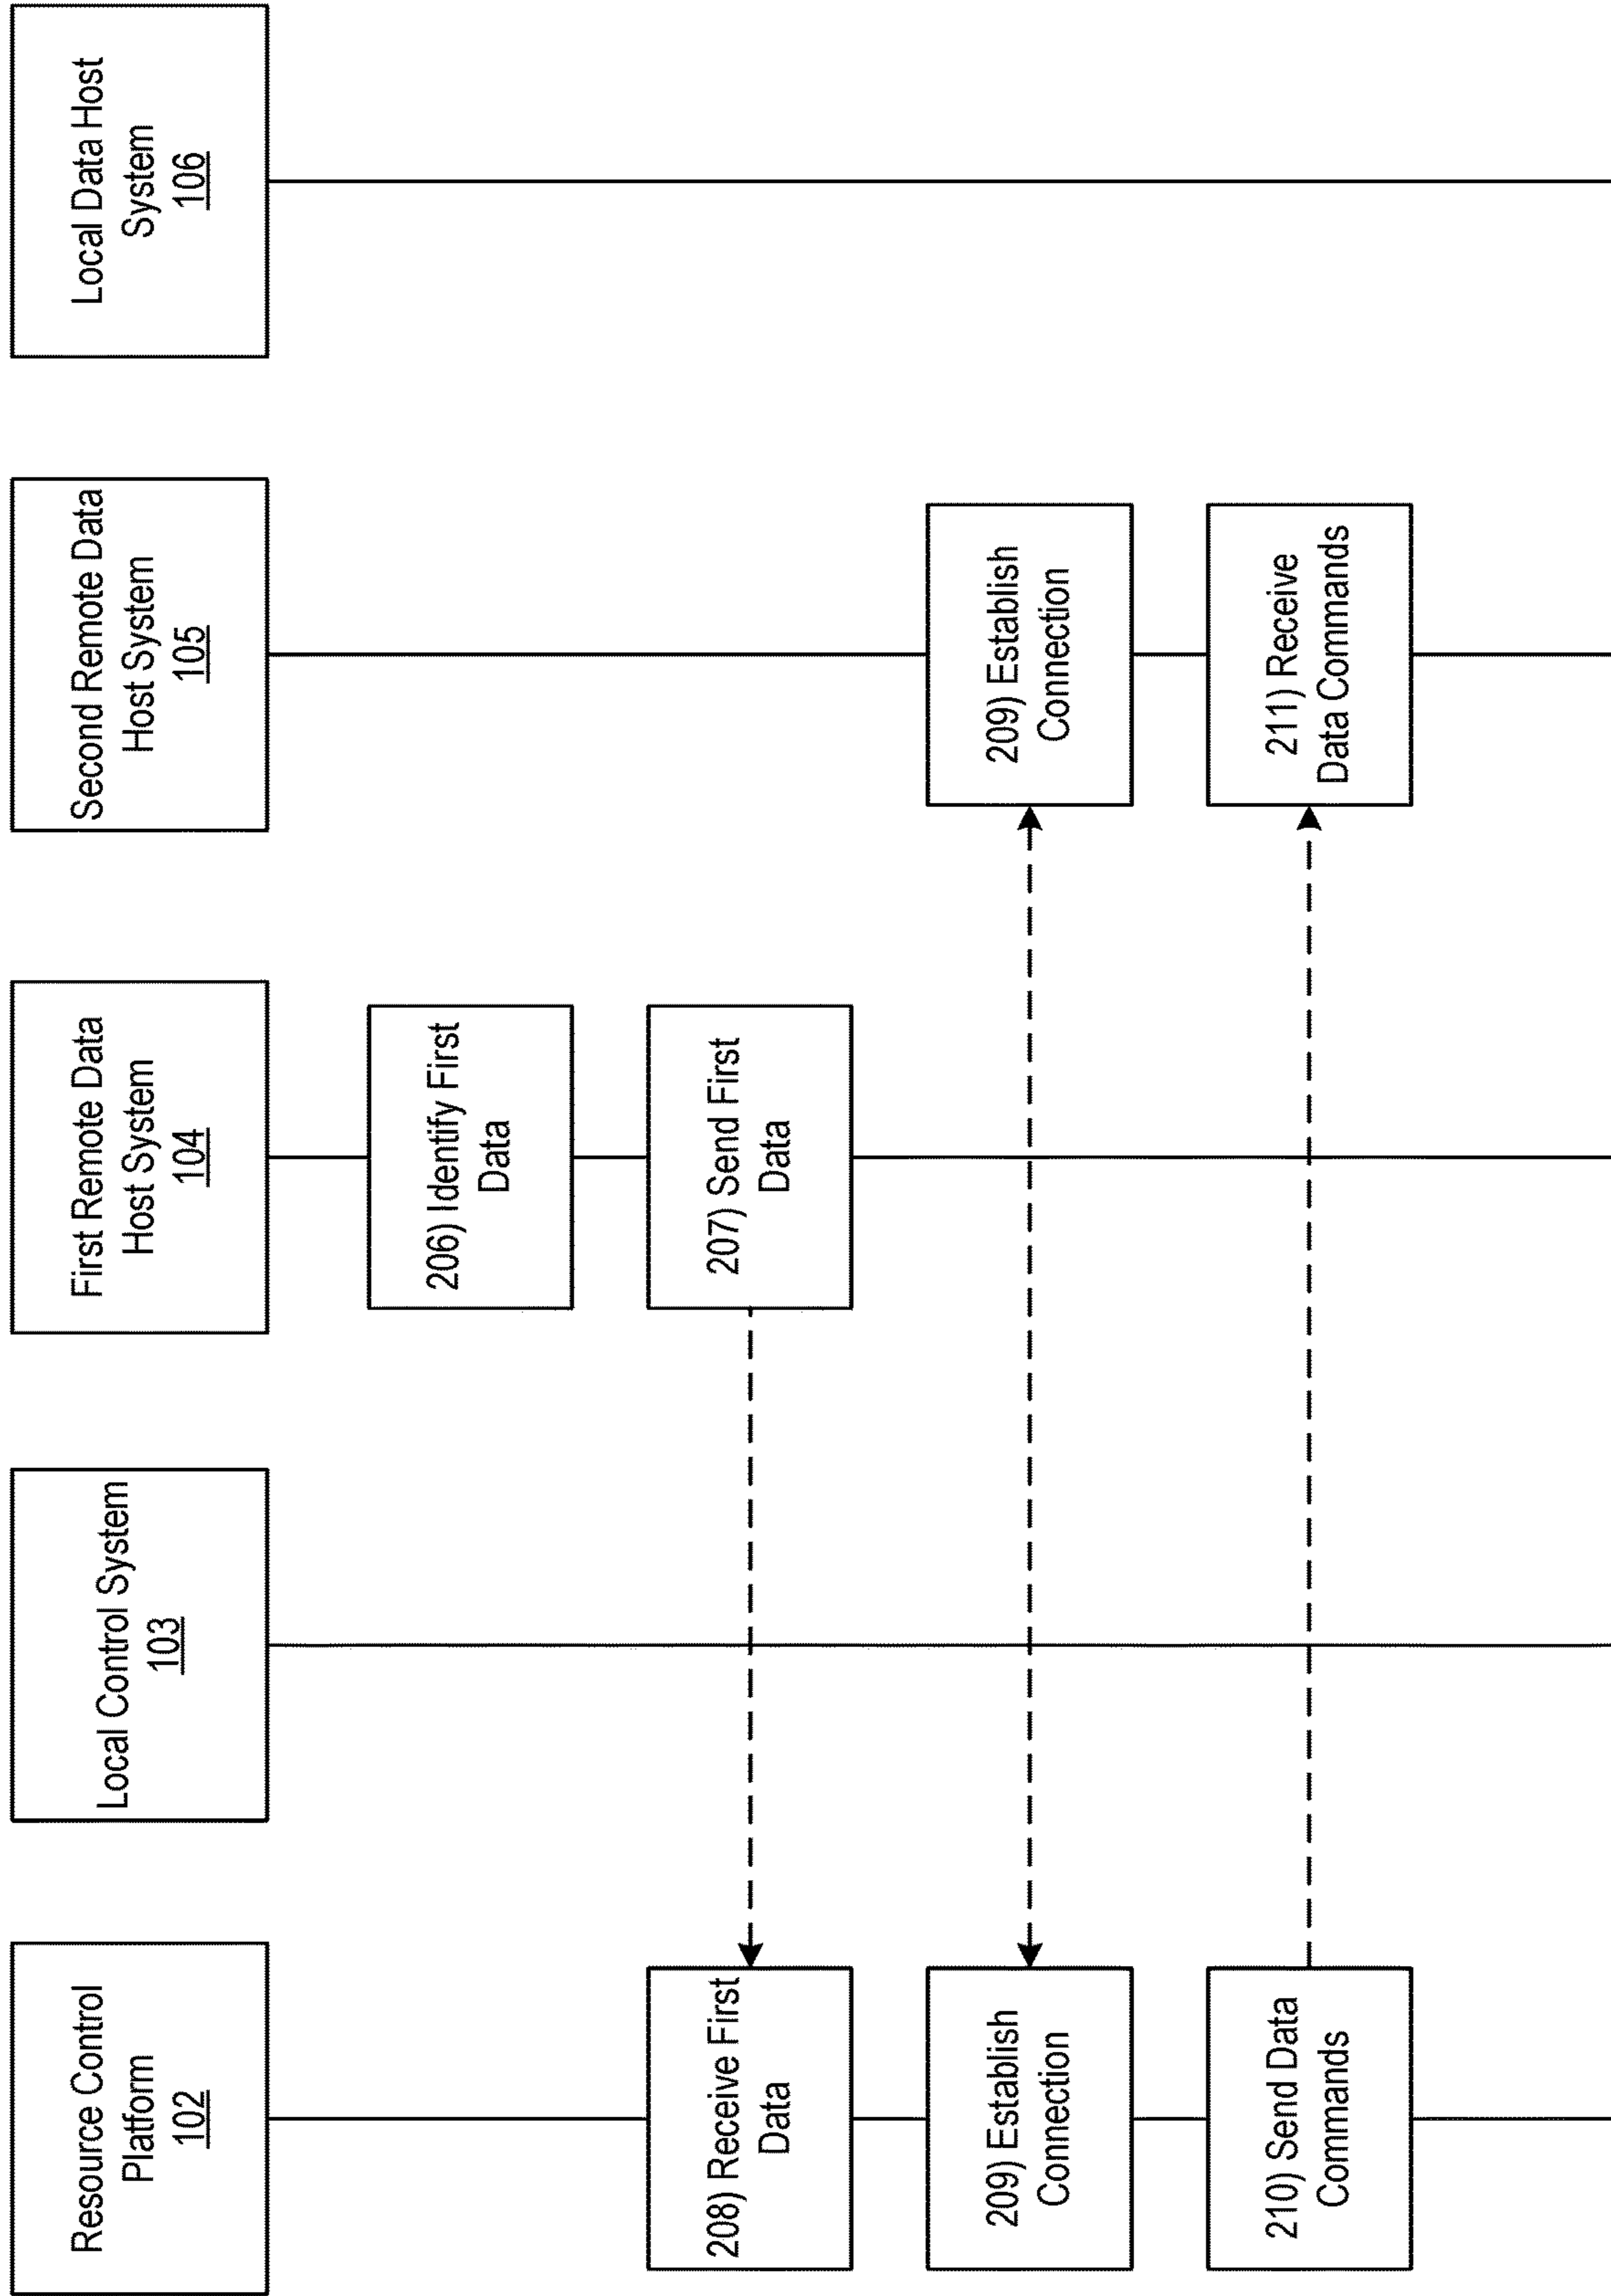 Resource Control
Platform
102
Local Control System
103
First Remote Data
Host System
104
Second Remote Data
Host System
105
Local Data Host
System
106
206) Identify First
Data
208) Receive First
Data
207) Send First
Data
209) Establish
Connection
209) Establish
Connection
210) Send Data
Commands
211) Receive
Data Commands